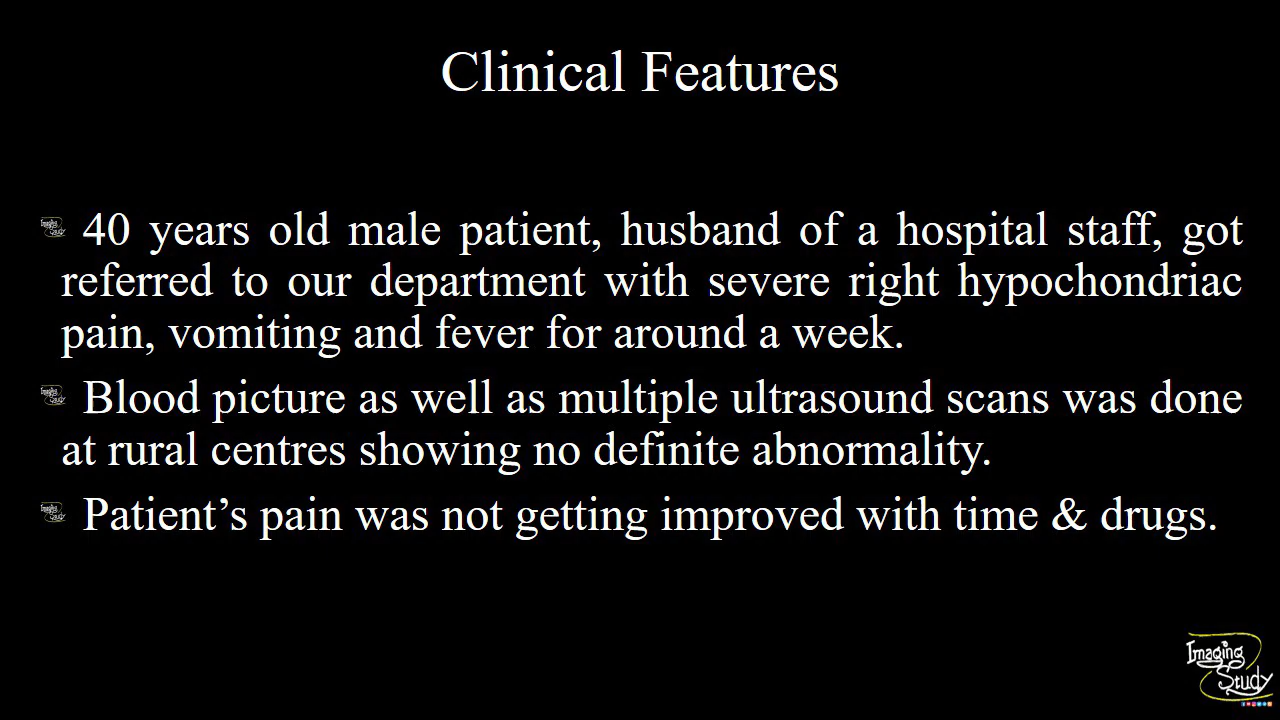 Clinical Features
40 years old male patient, husband of a hospital staff, got
referred to our department with severe right hypochondriac
pain, vomiting and fever for around a week.
Blood picture as well as multiple ultrasound scans was done
at rural centres showing no definite abnormality.
Patient’s pain was not getting improved with time & drugs.
Imaging
Study